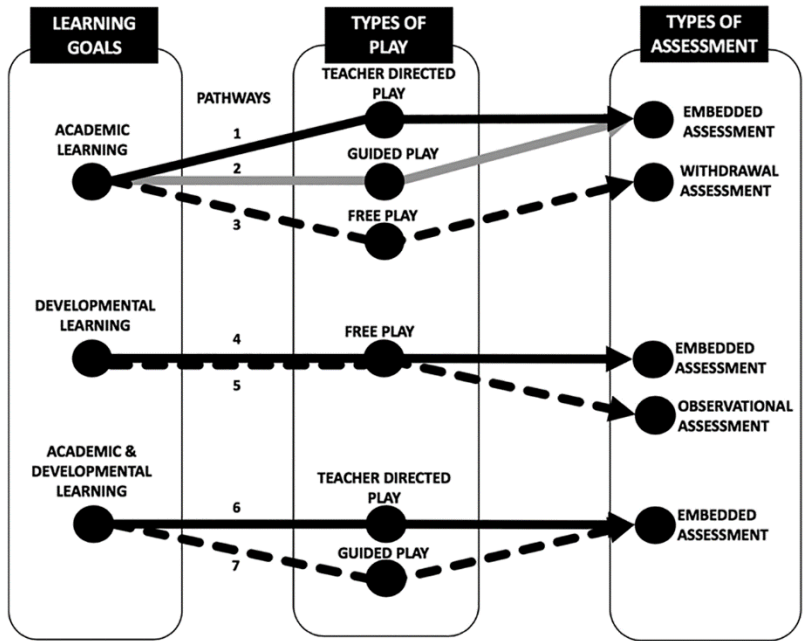 LEARNING
GOALS
TYPES OF
PLAY
TYPES OF
ASSESSMENT
PATHWAYS
ACADEMIC
LEARNING
1
2
3
TEACHER DIRECTED
PLAY
GUIDED PLAY
FREE PLAY
EMBEDDED
ASSESSMENT
WITHDRAWAL
ASSESSMENT
DEVELOPMENTAL
LEARNING
4
5
FREE PLAY
EMBEDDED
ASSESSMENT
OBSERVATIONAL
ASSESSMENT
ACADEMIC &
DEVELOPMENTAL
LEARNING
6
7
TEACHER DIRECTED
PLAY
GUIDED PLAY
EMBEDDED
ASSESSMENT